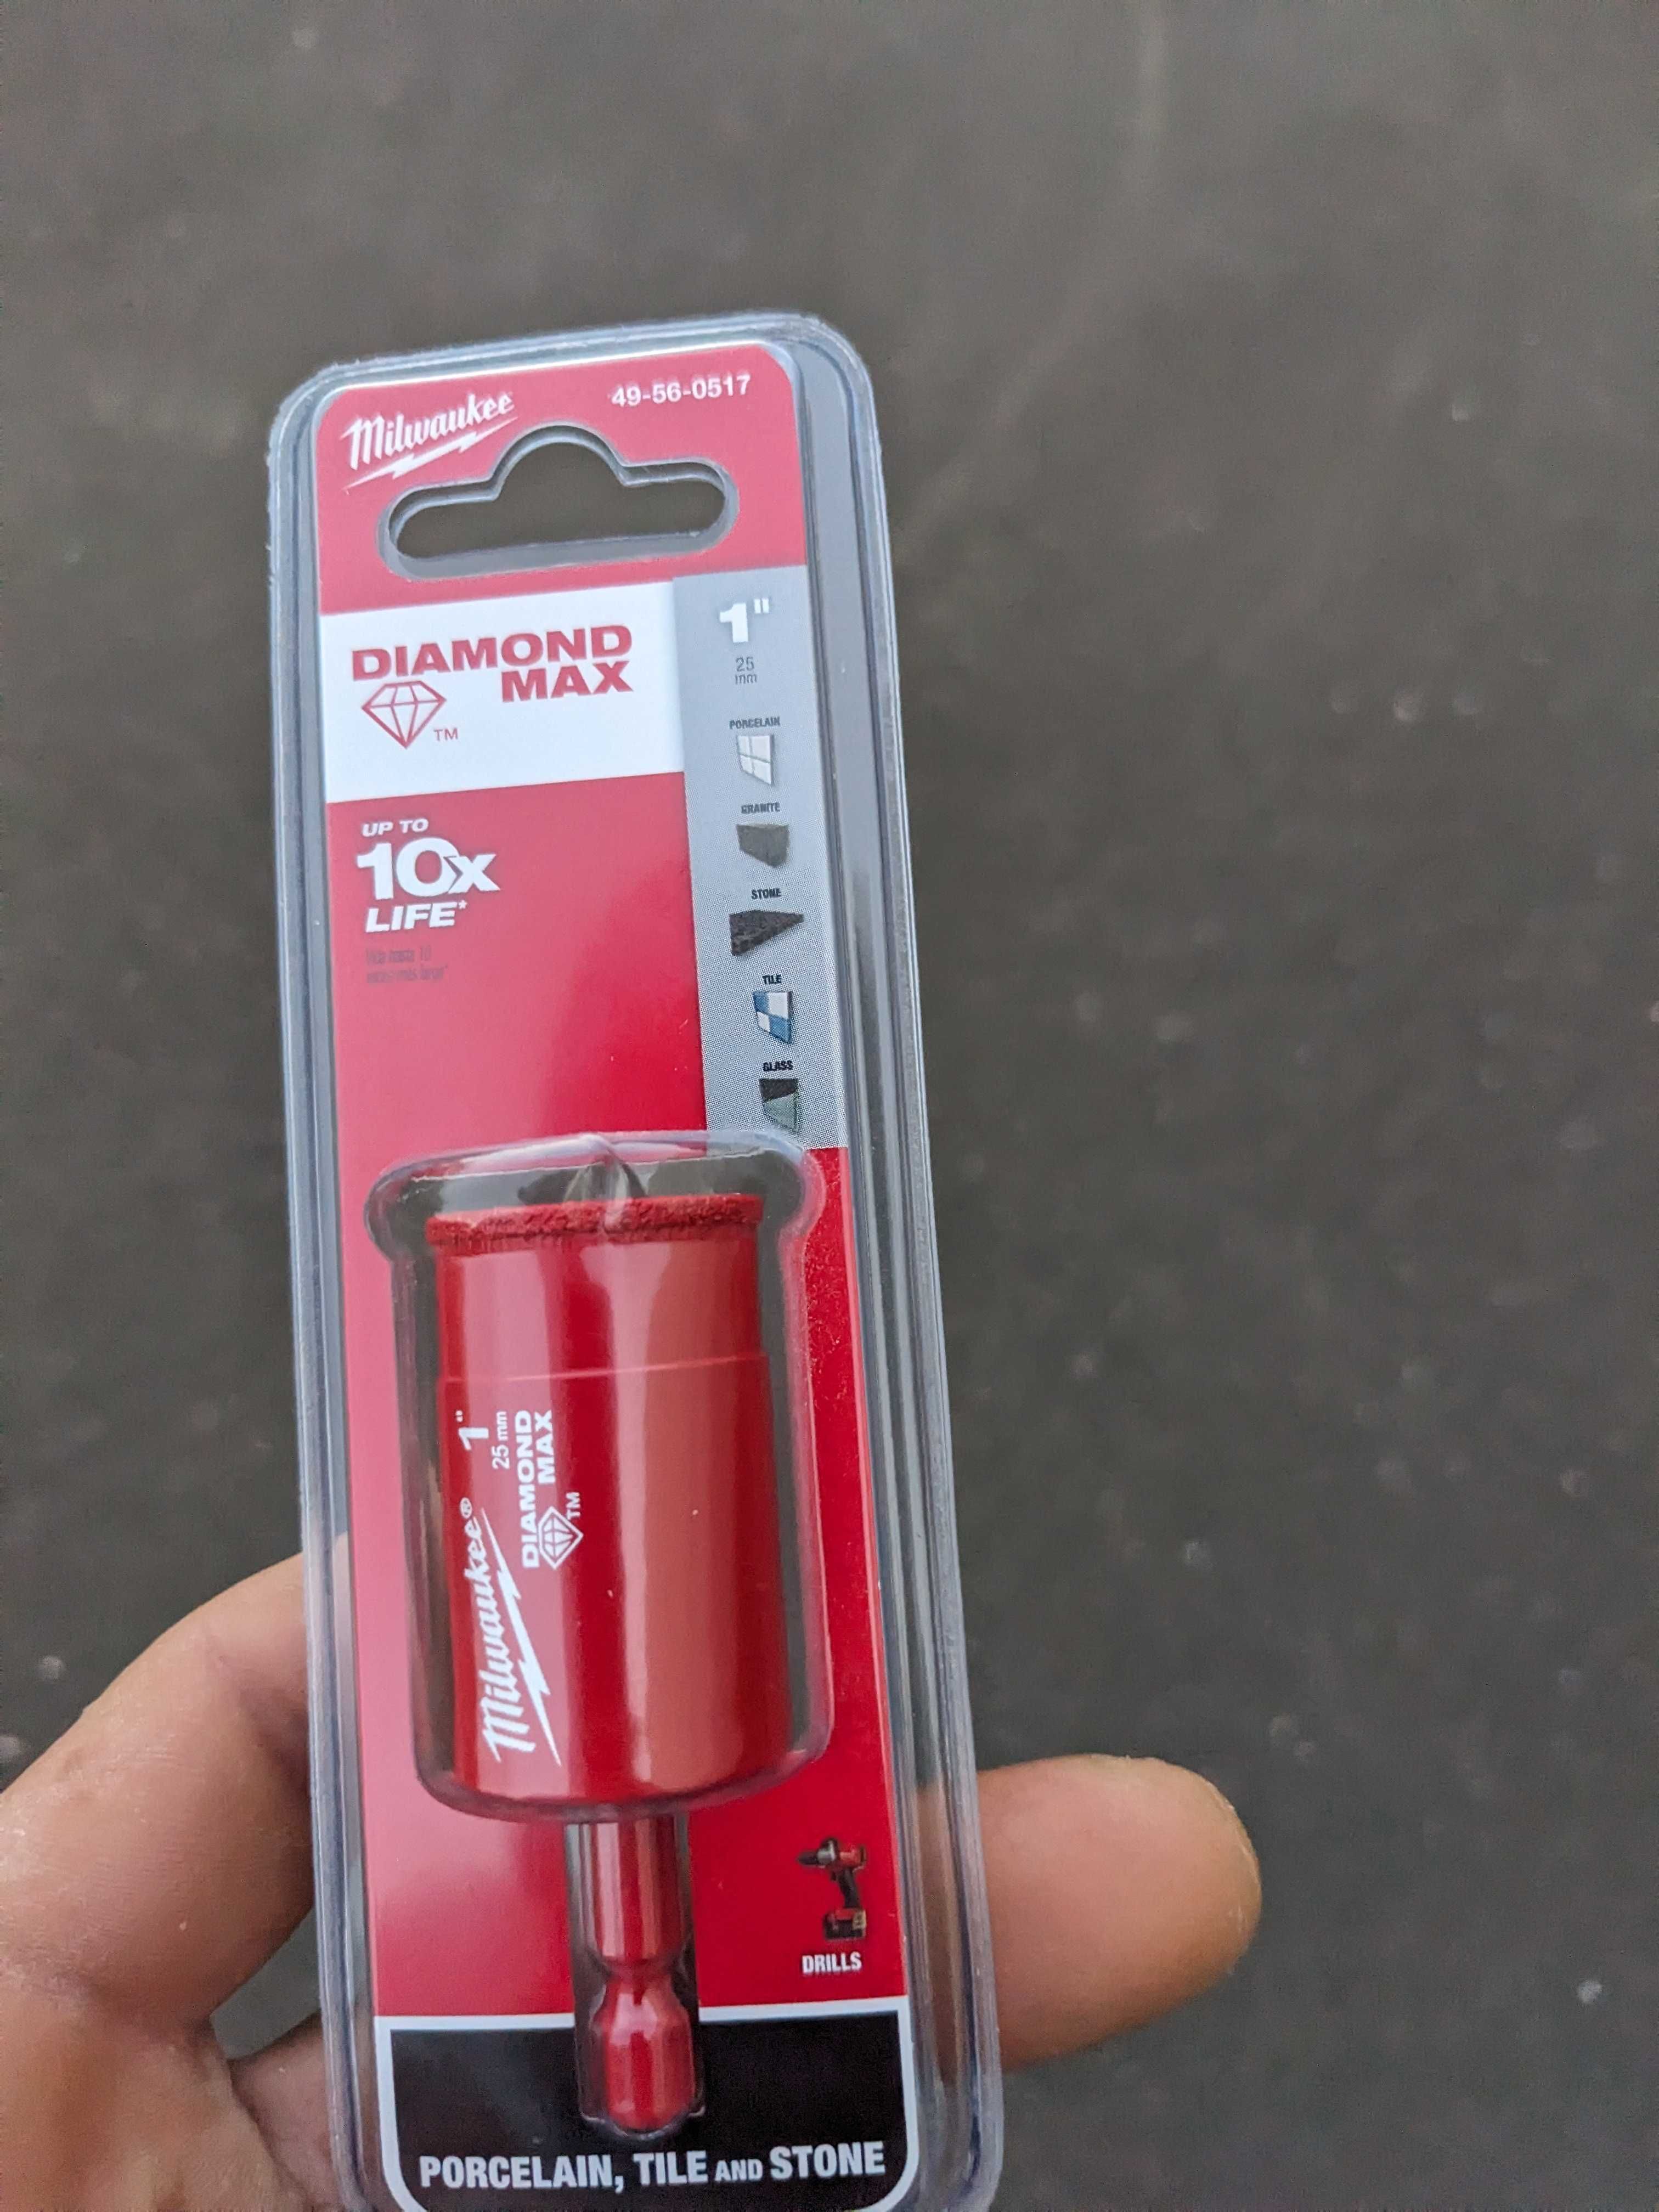 Milwaukee
49-56-0517
DIAMOND
MAX
TM
1"
25
mm
UP TO
10x
LIFE*
PORCELAIN
GRANITE
STONE
TILE
GLASS
1"
25 mm
Milwaukee®
DIAMOND
MAX
TM
DRILLS
PORCELAIN, TILE AND STONE